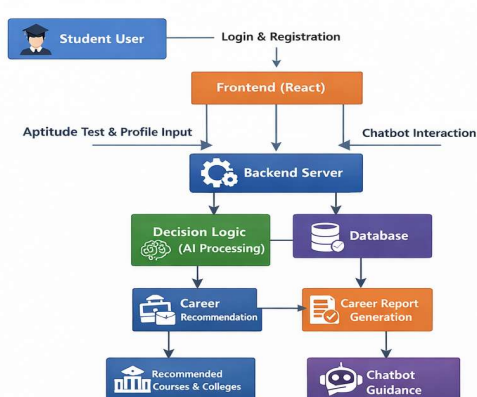 Student User
Login & Registration
Frontend (React)
Aptitude Test & Profile Input
Chatbot Interaction
Backend Server
Decision Logic
(AI Processing)
Database
Career
Recommendation
Career Report
Generation
Recommended
Courses & Colleges
Chatbot
Guidance